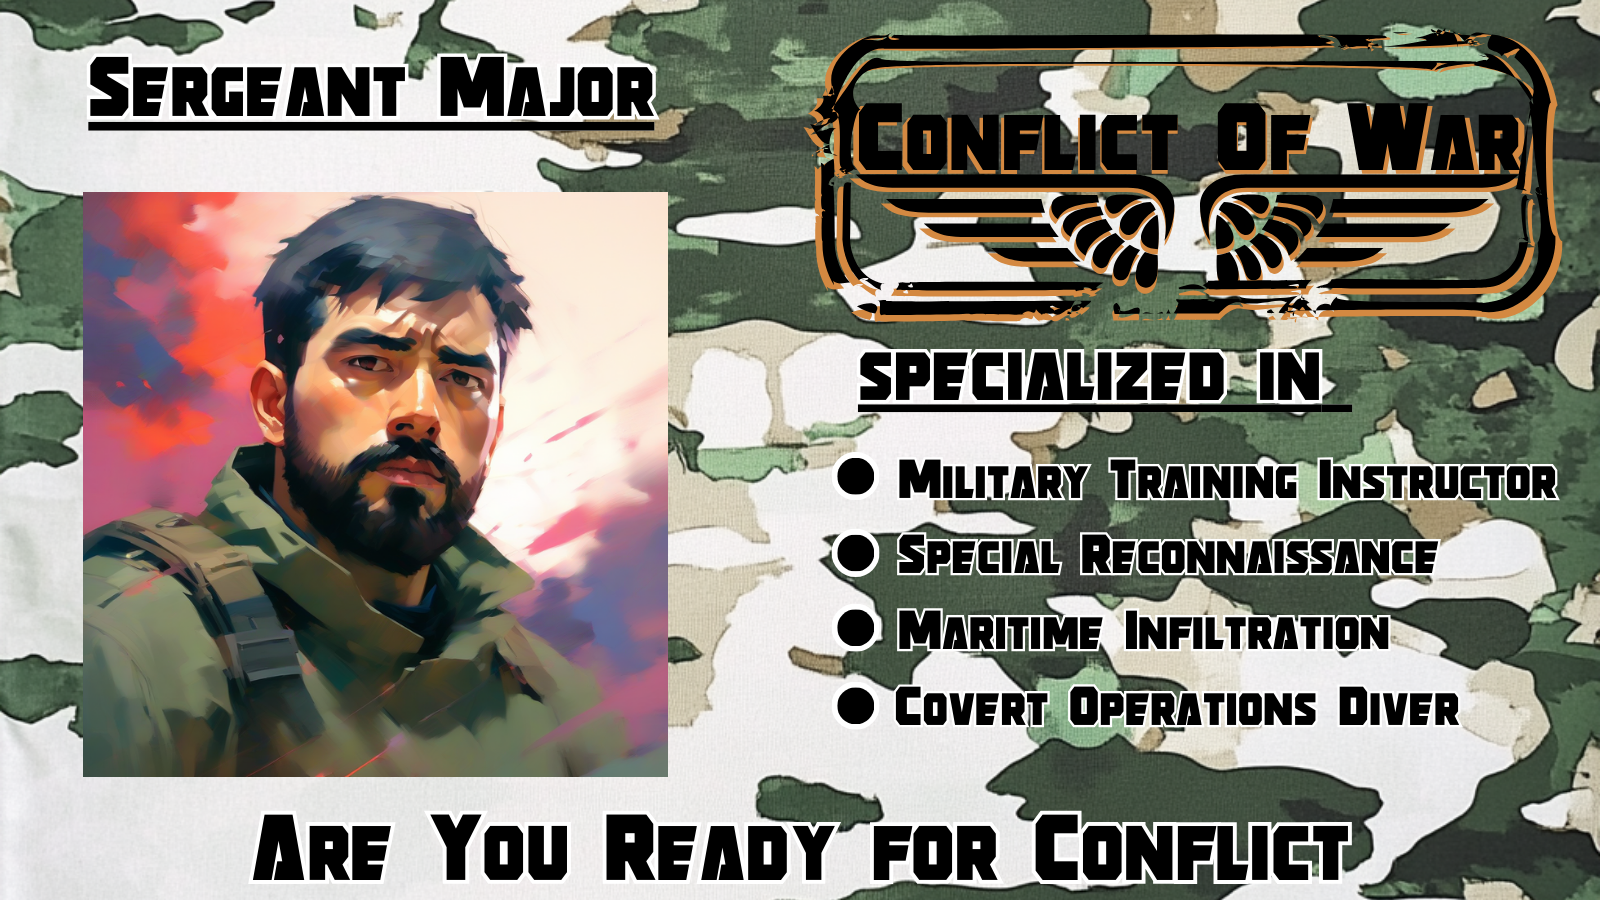 Sergeant Major
Conflict Of War
SPECIALIZED IN
Military Training Instructor
Special Reconnaissance
Maritime Infiltration
Covert Operations Diver
Are You Ready for Conflict